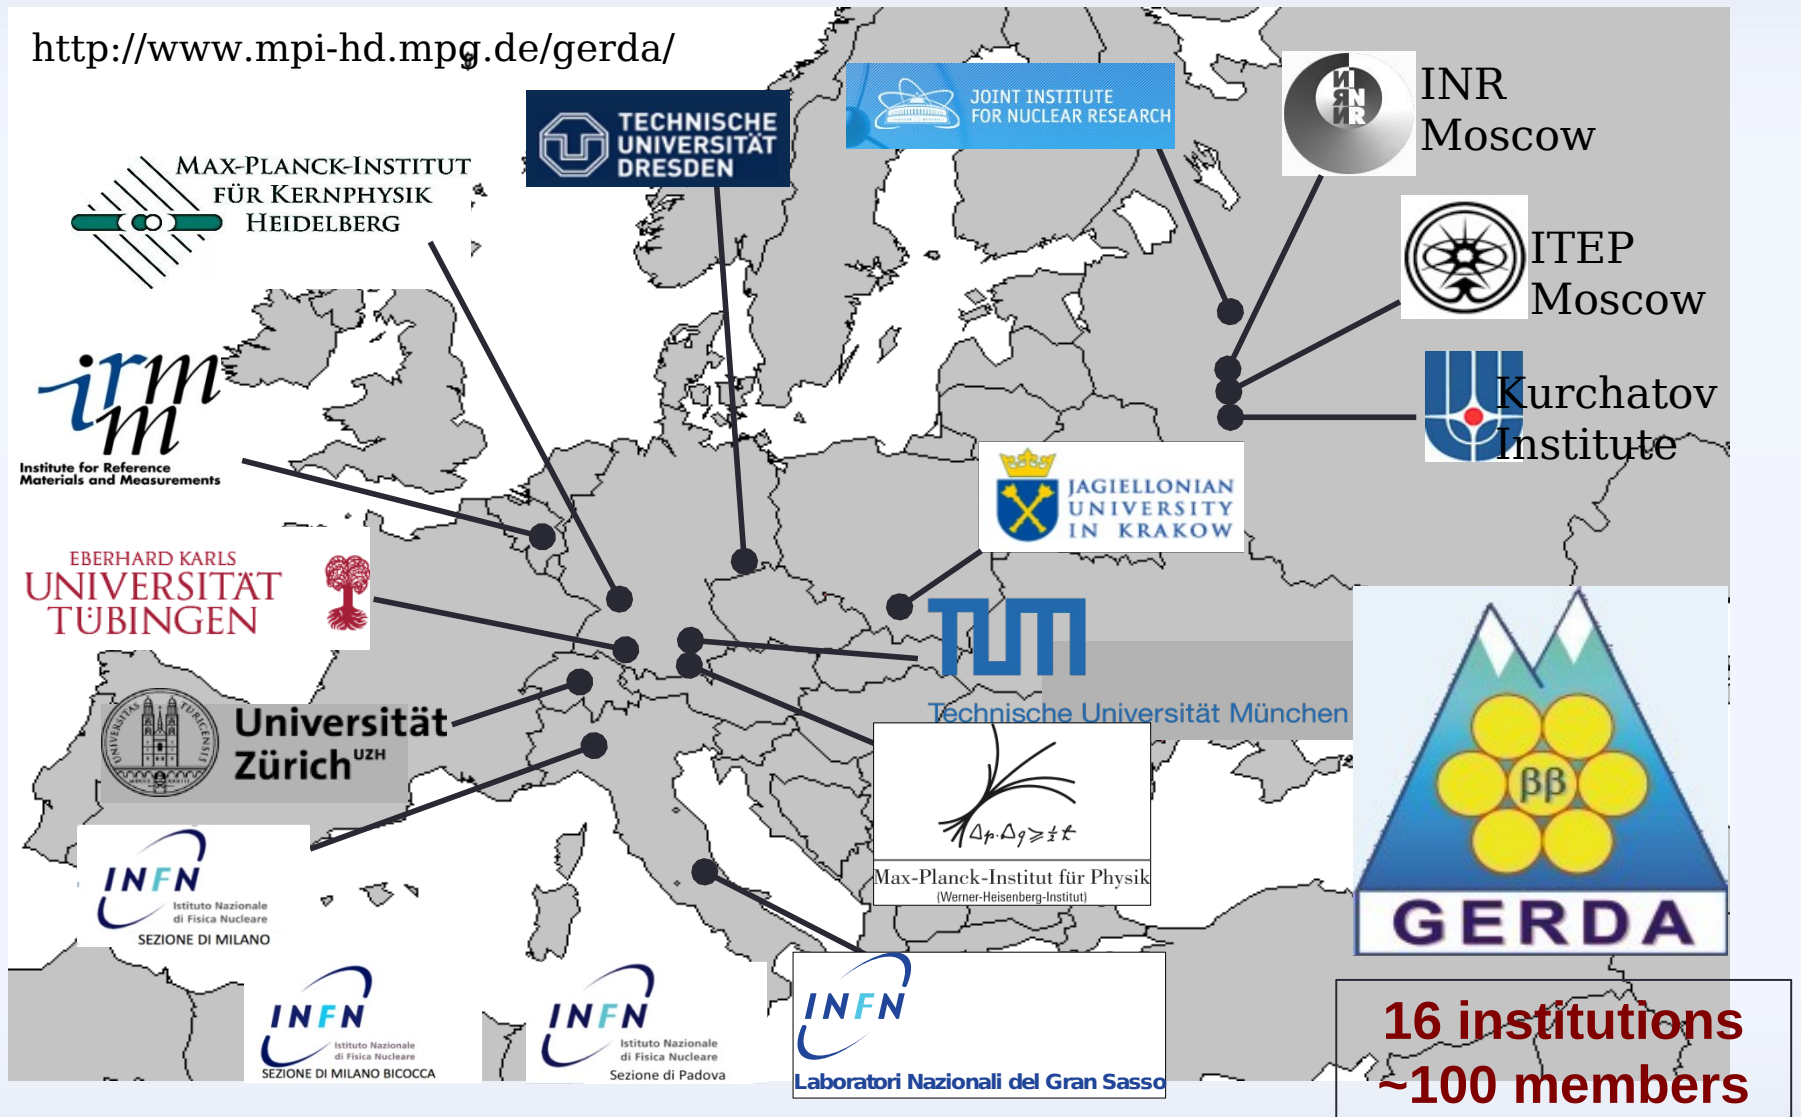 http://www.mpi-hd.mpg.de/gerda/
MAX-PLANCK-INSTITUT
FÜR KERNPHYSIK
HEIDELBERG
TECHNISCHE
UNIVERSITÄT
DRESDEN
JOINT INSTITUTE
FOR NUCLEAR RESEARCH
INR
Moscow
ITEP
Moscow
Kurchatov
Institute
irmm
Institute for Reference
Materials and Measurements
JAGIELLONIAN
UNIVERSITY
IN KRAKOW
EBERHARD KARLS
UNIVERSITÄT
TÜBINGEN
TUM
Technische Universität München
Universität
Zürich UZH
Δp·Δq≥½ℏ
Max-Planck-Institut für Physik
(Werner-Heisenberg-Institut)
ββ
GERDA
INFN
Istituto Nazionale
di Fisica Nucleare
SEZIONE DI MILANO
INFN
Istituto Nazionale
di Fisica Nucleare
SEZIONE DI MILANO BICOCCA
INFN
Istituto Nazionale
di Fisica Nucleare
Sezione di Padova
INFN
Laboratori Nazionali del Gran Sasso
16 institutions
~100 members